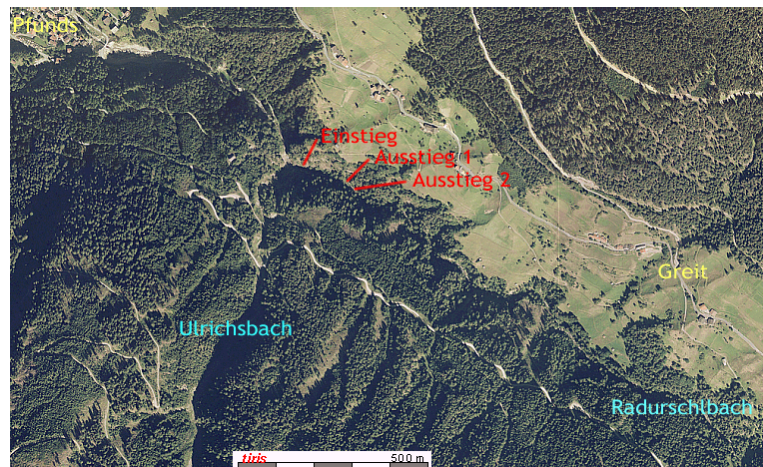 Pfunds
Einstieg
Ausstieg 1
Ausstieg 2
Greit
Ulrichsbach
Radurschlbach
tiris
500 m